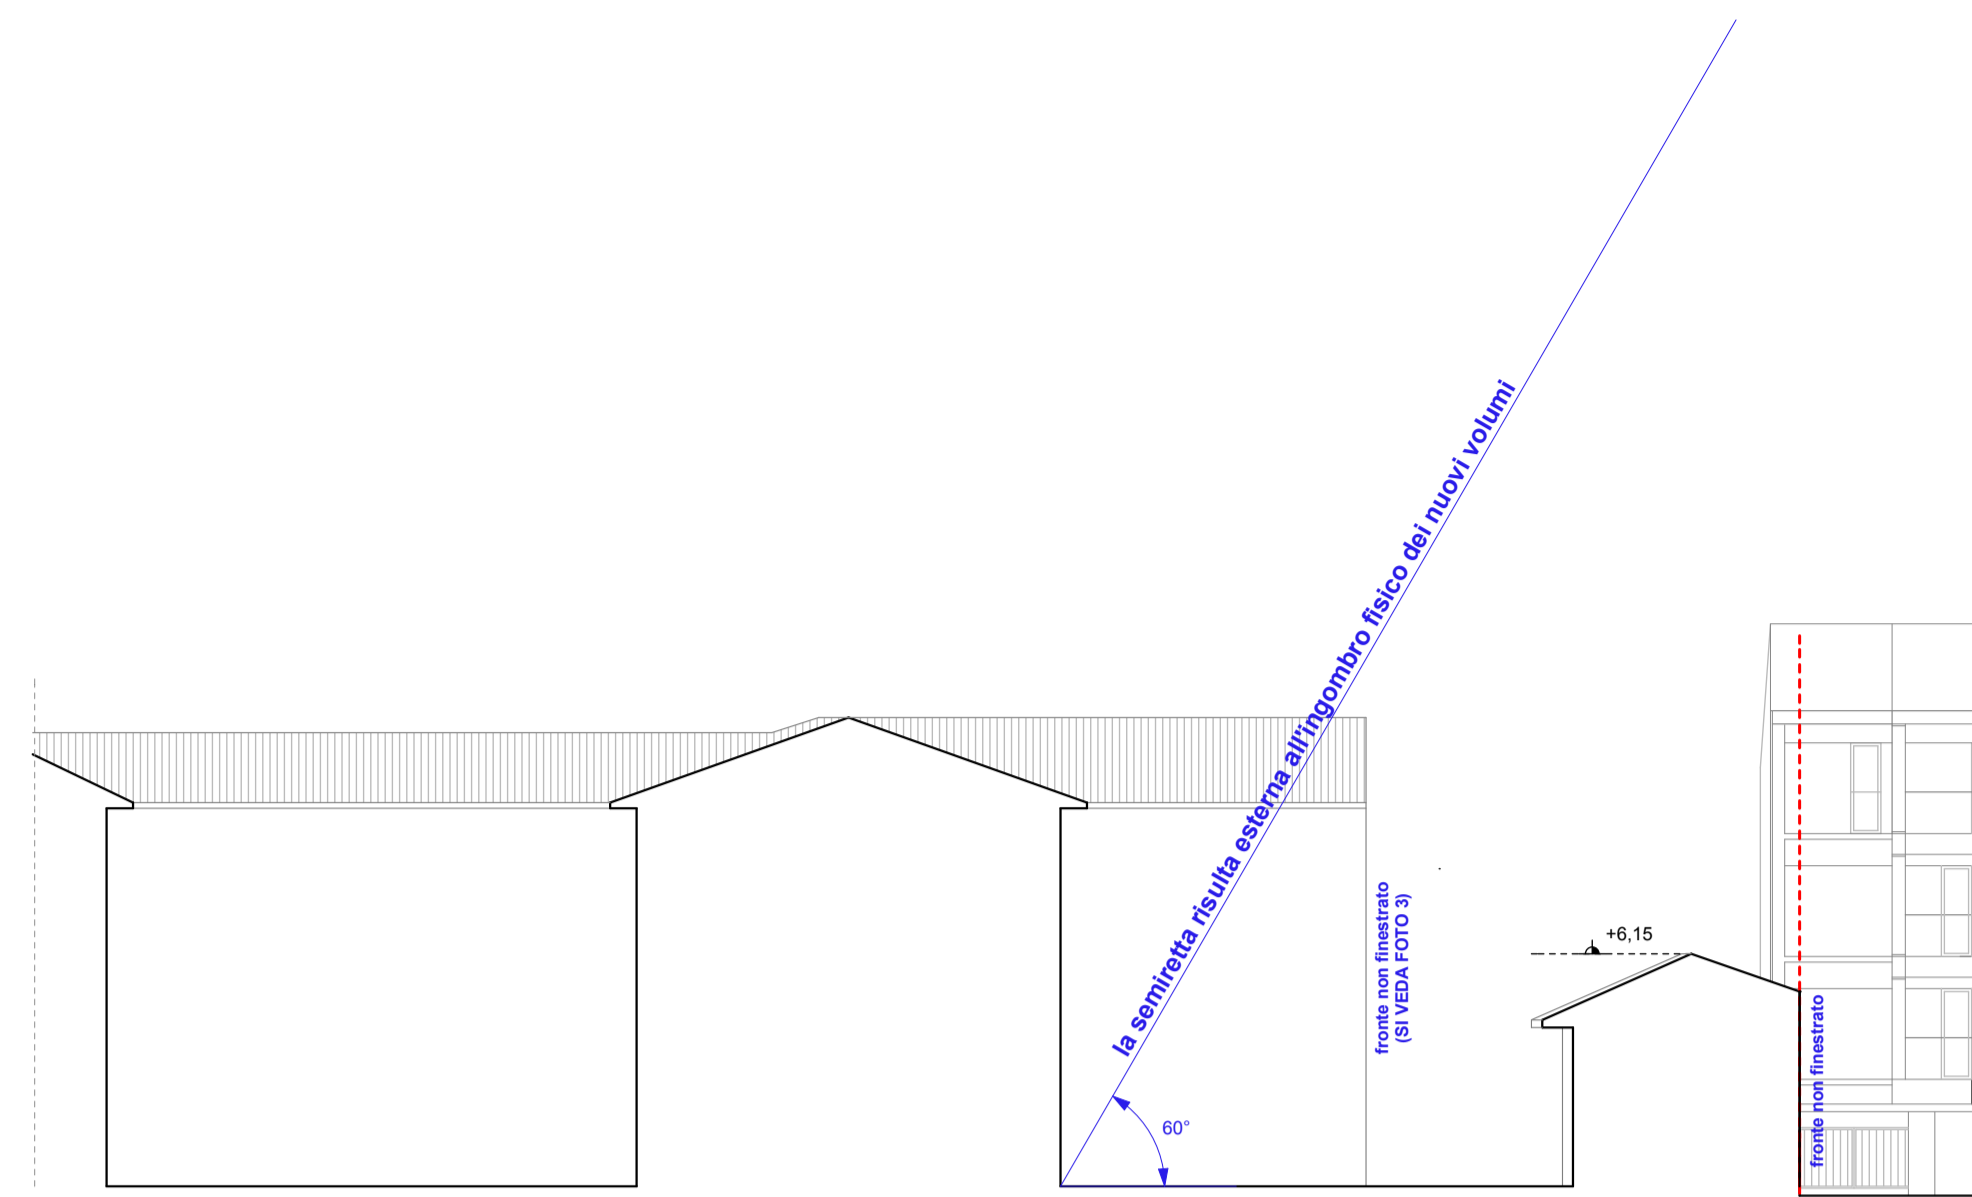 la semiretta risulta esterna all'ingombro fisico dei nuovi volumi
60°
fronte non finestrato
(SI VEDA FOTO 3)
+6,15
fronte non finestrato